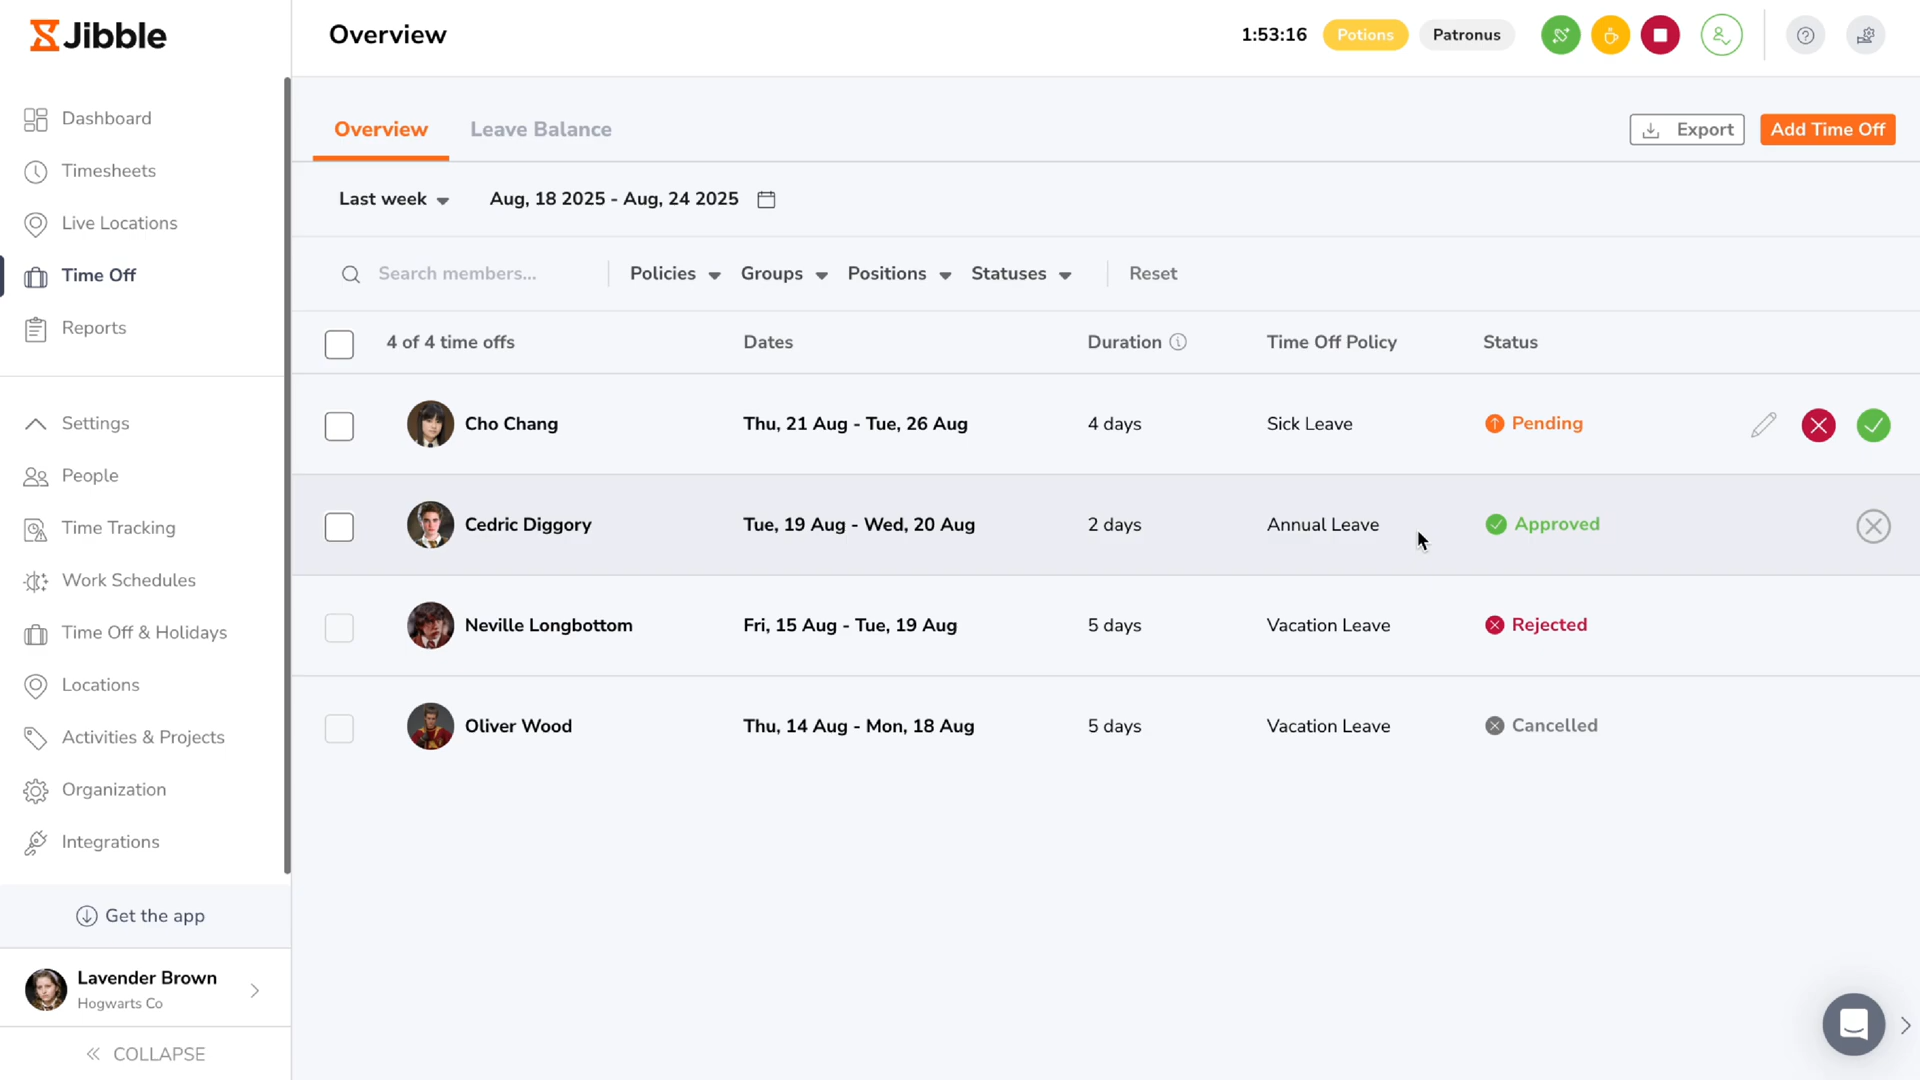 Jibble
Overview
1:53:16 Potions Patronus
Dashboard
Timesheets
Live Locations
Time Off
Reports
Settings
People
Time Tracking
Work Schedules
Time Off & Holidays
Locations
Activities & Projects
Organization
Integrations
Get the app
Lavender Brown
Hogwarts Co
COLLAPSE
Overview Leave Balance Export Add Time Off
Last week Aug, 18 2025 - Aug, 24 2025
Search members... Policies Groups Positions Statuses Reset
4 of 4 time offs Dates Duration Time Off Policy Status
Cho Chang Thu, 21 Aug - Tue, 26 Aug 4 days Sick Leave Pending
Cedric Diggory Tue, 19 Aug - Wed, 20 Aug 2 days Annual Leave Approved
Neville Longbottom Fri, 15 Aug - Tue, 19 Aug 5 days Vacation Leave Rejected
Oliver Wood Thu, 14 Aug - Mon, 18 Aug 5 days Vacation Leave Cancelled